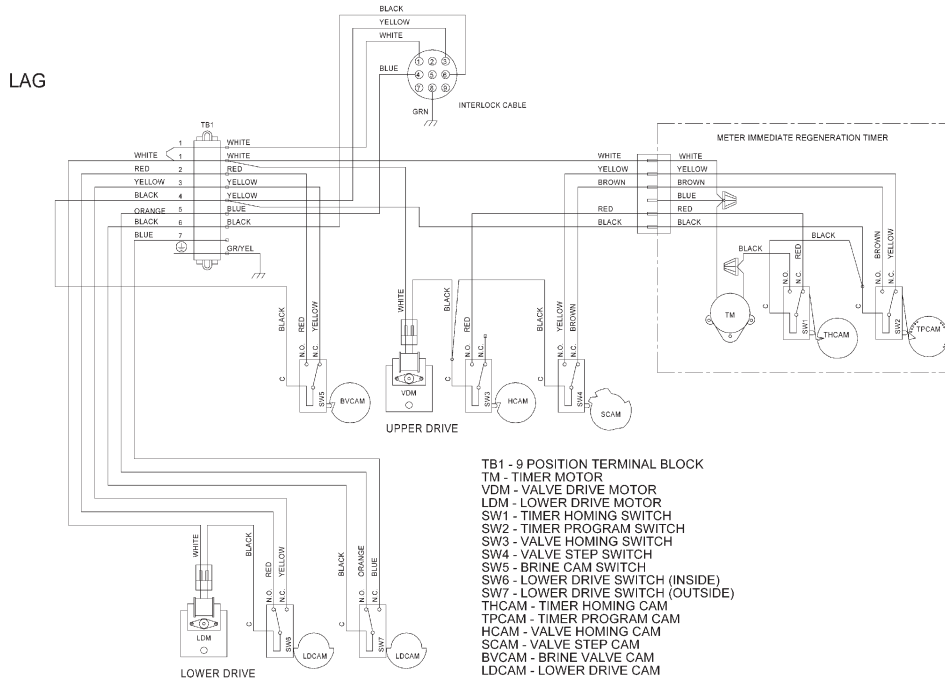 BLACK
YELLOW
WHITE
LAG
BLUE
1 2 3
4 5 6
7 8 9
INTERLOCK CABLE
GRN
TB1
METER IMMEDIATE REGENERATION TIMER
1 WHITE
WHITE 1 WHITE
RED 2 RED
YELLOW 3 YELLOW
BLACK 4 YELLOW
ORANGE 5 BLUE
BLACK 6 BLACK
BLUE 7
GR/YEL
WHITE WHITE
YELLOW YELLOW
BROWN BROWN
BLUE
RED RED
BLACK BLACK
BLACK
BLACK
RED
BROWN
YELLOW
N.O.
N.C.
C
SW1
TM
THCAM
N.O.
N.C.
C
SW2
TPCAM
BLACK
RED
YELLOW
N.O.
N.C.
C
SW5
BVCAM
WHITE
VDM
UPPER DRIVE
BLACK
N.O.
N.C.
C
SW3
HCAM
BLACK
YELLOW
BROWN
N.O.
N.C.
C
SW4
SCAM
WHITE
LDM
LOWER DRIVE
BLACK
RED
YELLOW
N.O.
N.C.
C
SW6
LDCAM
BLACK
ORANGE
BLUE
N.O.
N.C.
C
SW7
LDCAM
TB1 - 9 POSITION TERMINAL BLOCK
TM - TIMER MOTOR
VDM - VALVE DRIVE MOTOR
LDM - LOWER DRIVE MOTOR
SW1 - TIMER HOMING SWITCH
SW2 - TIMER PROGRAM SWITCH
SW3 - VALVE HOMING SWITCH
SW4 - VALVE STEP SWITCH
SW5 - BRINE CAM SWITCH
SW6 - LOWER DRIVE SWITCH (INSIDE)
SW7 - LOWER DRIVE SWITCH (OUTSIDE)
THCAM - TIMER HOMING CAM
TPCAM - TIMER PROGRAM CAM
HCAM - VALVE HOMING CAM
SCAM - VALVE STEP CAM
BVCAM - BRINE VALVE CAM
LDCAM - LOWER DRIVE CAM